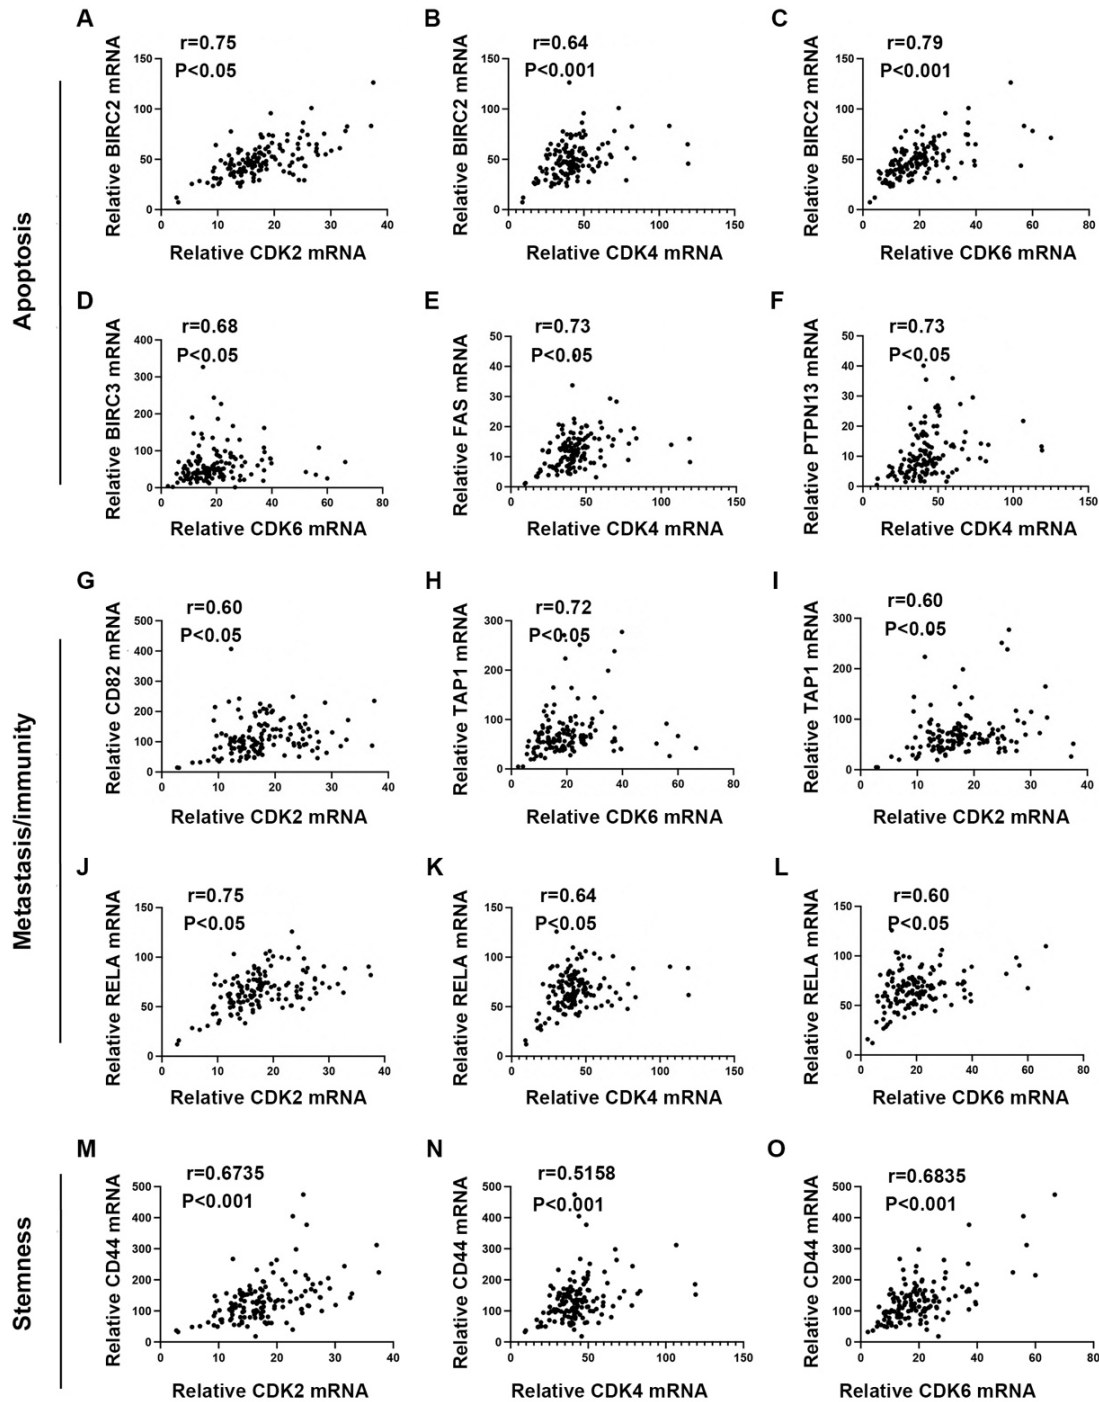 A
r=0.75
P<0.05
Relative BIRC2 mRNA
150
100
50
0
0 10 20 30 40
Relative CDK2 mRNA
B
r=0.64
P<0.001
Relative BIRC2 mRNA
150
100
50
0
0 50 100 150
Relative CDK4 mRNA
C
r=0.79
P<0.001
Relative BIRC2 mRNA
150
100
50
0
0 20 40 60 80
Relative CDK6 mRNA
Apoptosis
D
r=0.68
P<0.05
Relative BIRC3 mRNA
400
300
200
100
0
0 20 40 60 80
Relative CDK6 mRNA
E
r=0.73
P<0.05
Relative FAS mRNA
50
40
30
20
10
0
0 50 100 150
Relative CDK4 mRNA
F
r=0.73
P<0.05
Relative PTPN13 mRNA
50
40
30
20
10
0
0 50 100 150
Relative CDK4 mRNA
G
r=0.60
P<0.05
Relative CD82 mRNA
500
400
300
200
100
0
0 10 20 30 40
Relative CDK2 mRNA
H
r=0.72
P<0.05
Relative TAP1 mRNA
300
200
100
0
0 20 40 60 80
Relative CDK6 mRNA
I
r=0.60
P<0.05
Relative TAP1 mRNA
300
200
100
0
0 10 20 30 40
Relative CDK2 mRNA
Metastasis/immunity
J
r=0.75
P<0.05
Relative RELA mRNA
150
100
50
0
0 10 20 30 40
Relative CDK2 mRNA
K
r=0.64
P<0.05
Relative RELA mRNA
150
100
50
0
0 50 100 150
Relative CDK4 mRNA
L
r=0.60
P<0.05
Relative RELA mRNA
150
100
50
0
0 20 40 60 80
Relative CDK6 mRNA
M
r=0.6735
P<0.001
Relative CD44 mRNA
500
400
300
200
100
0
0 10 20 30 40
Relative CDK2 mRNA
N
r=0.5158
P<0.001
Relative CD44 mRNA
500
400
300
200
100
0
0 50 100 150
Relative CDK4 mRNA
O
r=0.6835
P<0.001
Relative CD44 mRNA
500
400
300
200
100
0
0 20 40 60 80
Relative CDK6 mRNA
Stemness